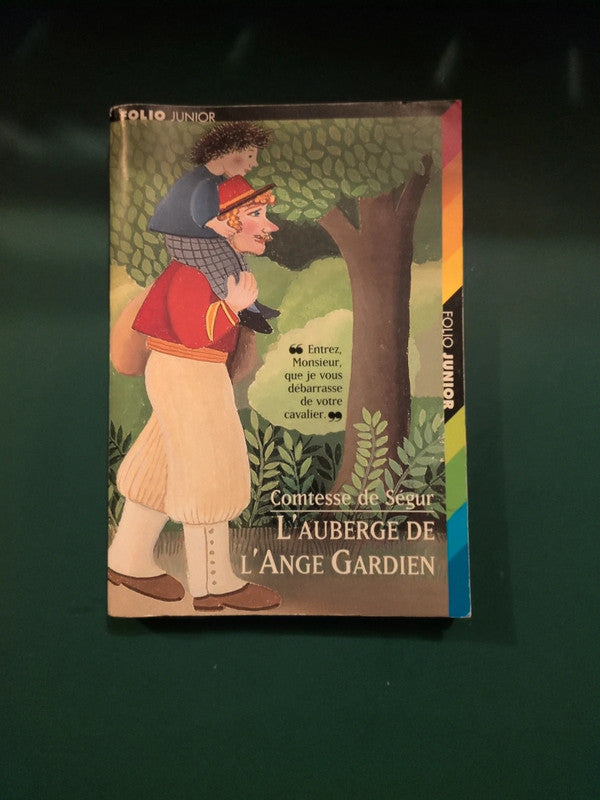 FOLIO JUNIOR
❝ Entrez,
Monsieur,
que je vous
débarrasse
de votre
cavalier.❞
FOLIO JUNIOR
Comtesse de Ségur
L'AUBERGE DE
L'ANGE GARDIEN